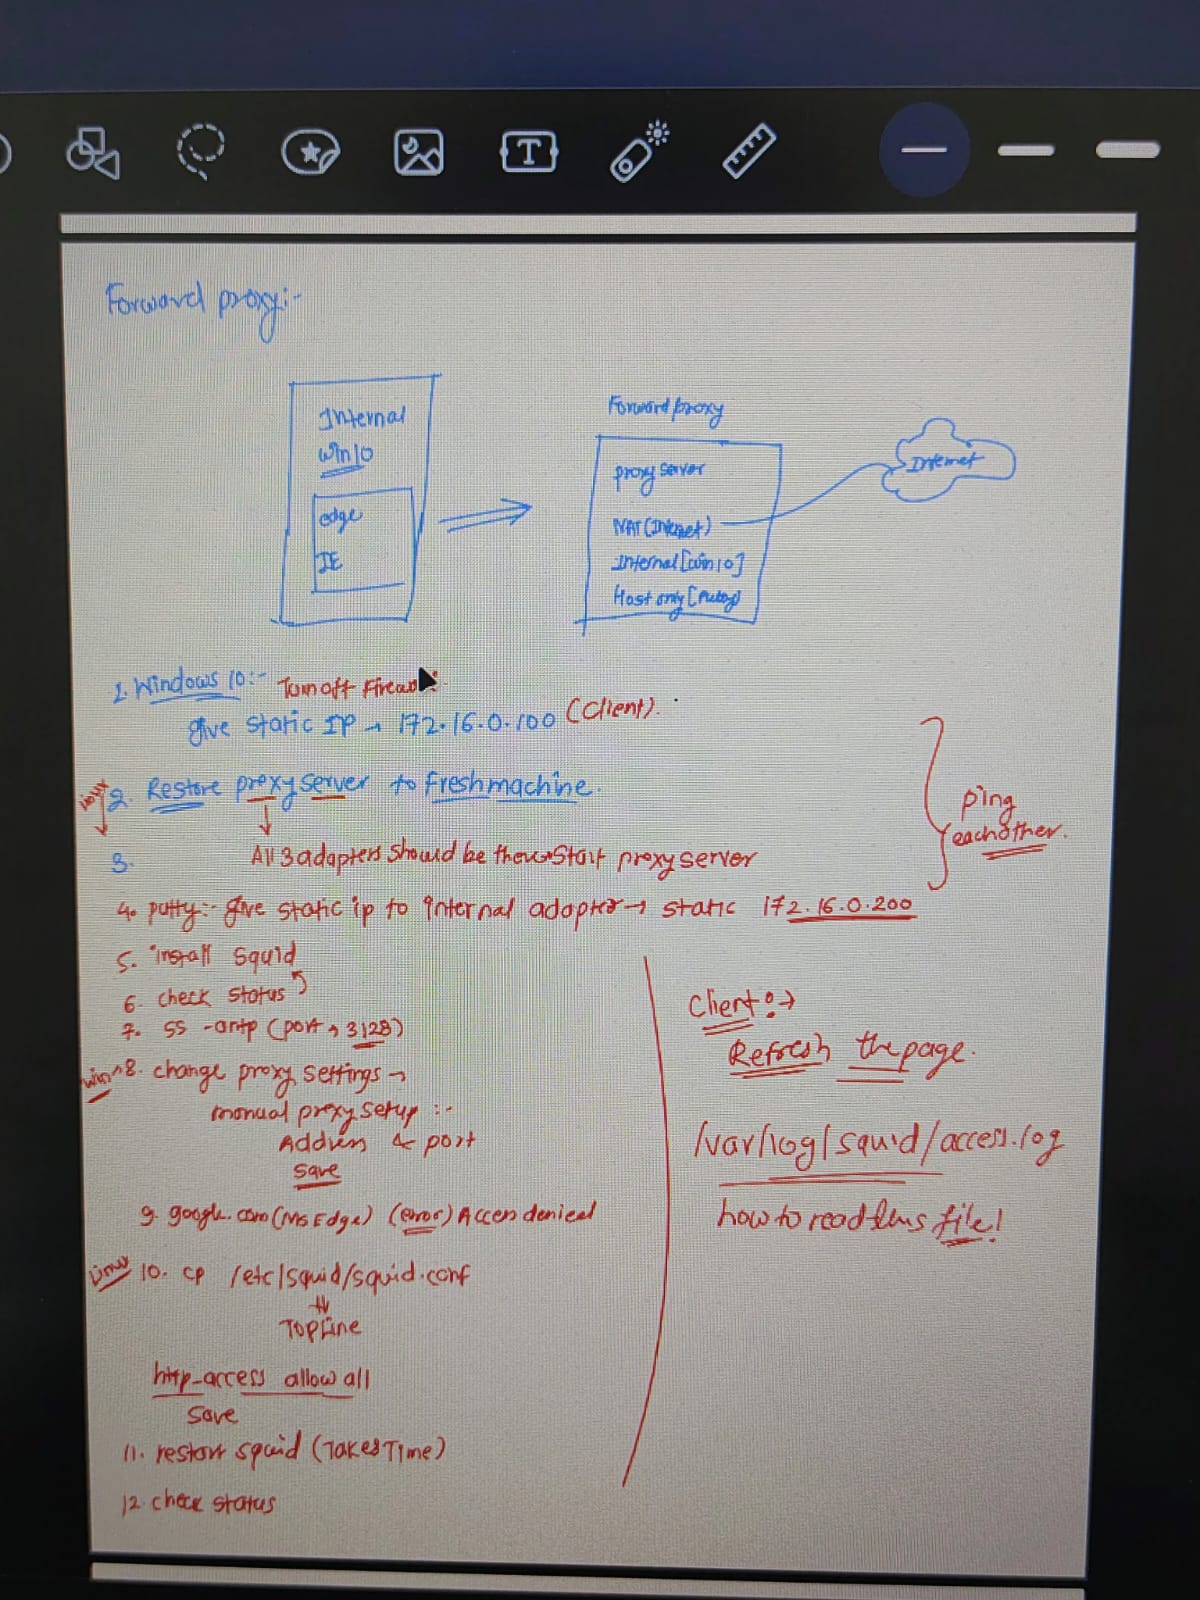 Forward proxy:-
Internal
win10
edge
IE
Forward proxy
proxy server
NAT (Internet)
Internal [win10]
Host only [Putty]
Internet
1. Windows 10:- Turn off Firewall
give static IP → 172.16.0.100 (Client).
linux 2. Restore proxy server to Fresh machine.
3. All 3 adapters should be there → Start proxy server
4. putty:- give static ip to internal adapter → static 172.16.0.200
ping
eachother.
5. install squid
6. check status
7. ss -antp (port → 3128)
win 8. change proxy settings →
manual proxy setup :-
Address & port
save
9. google.com (MS Edge) (error) Access denied
Linux 10. cp /etc/squid/squid.conf
Top Line
http_access allow all
save
11. restart squid (Takes Time)
12. check status
Client:→
Refresh the page.
/var/log/squid/access.log
how to read this file!